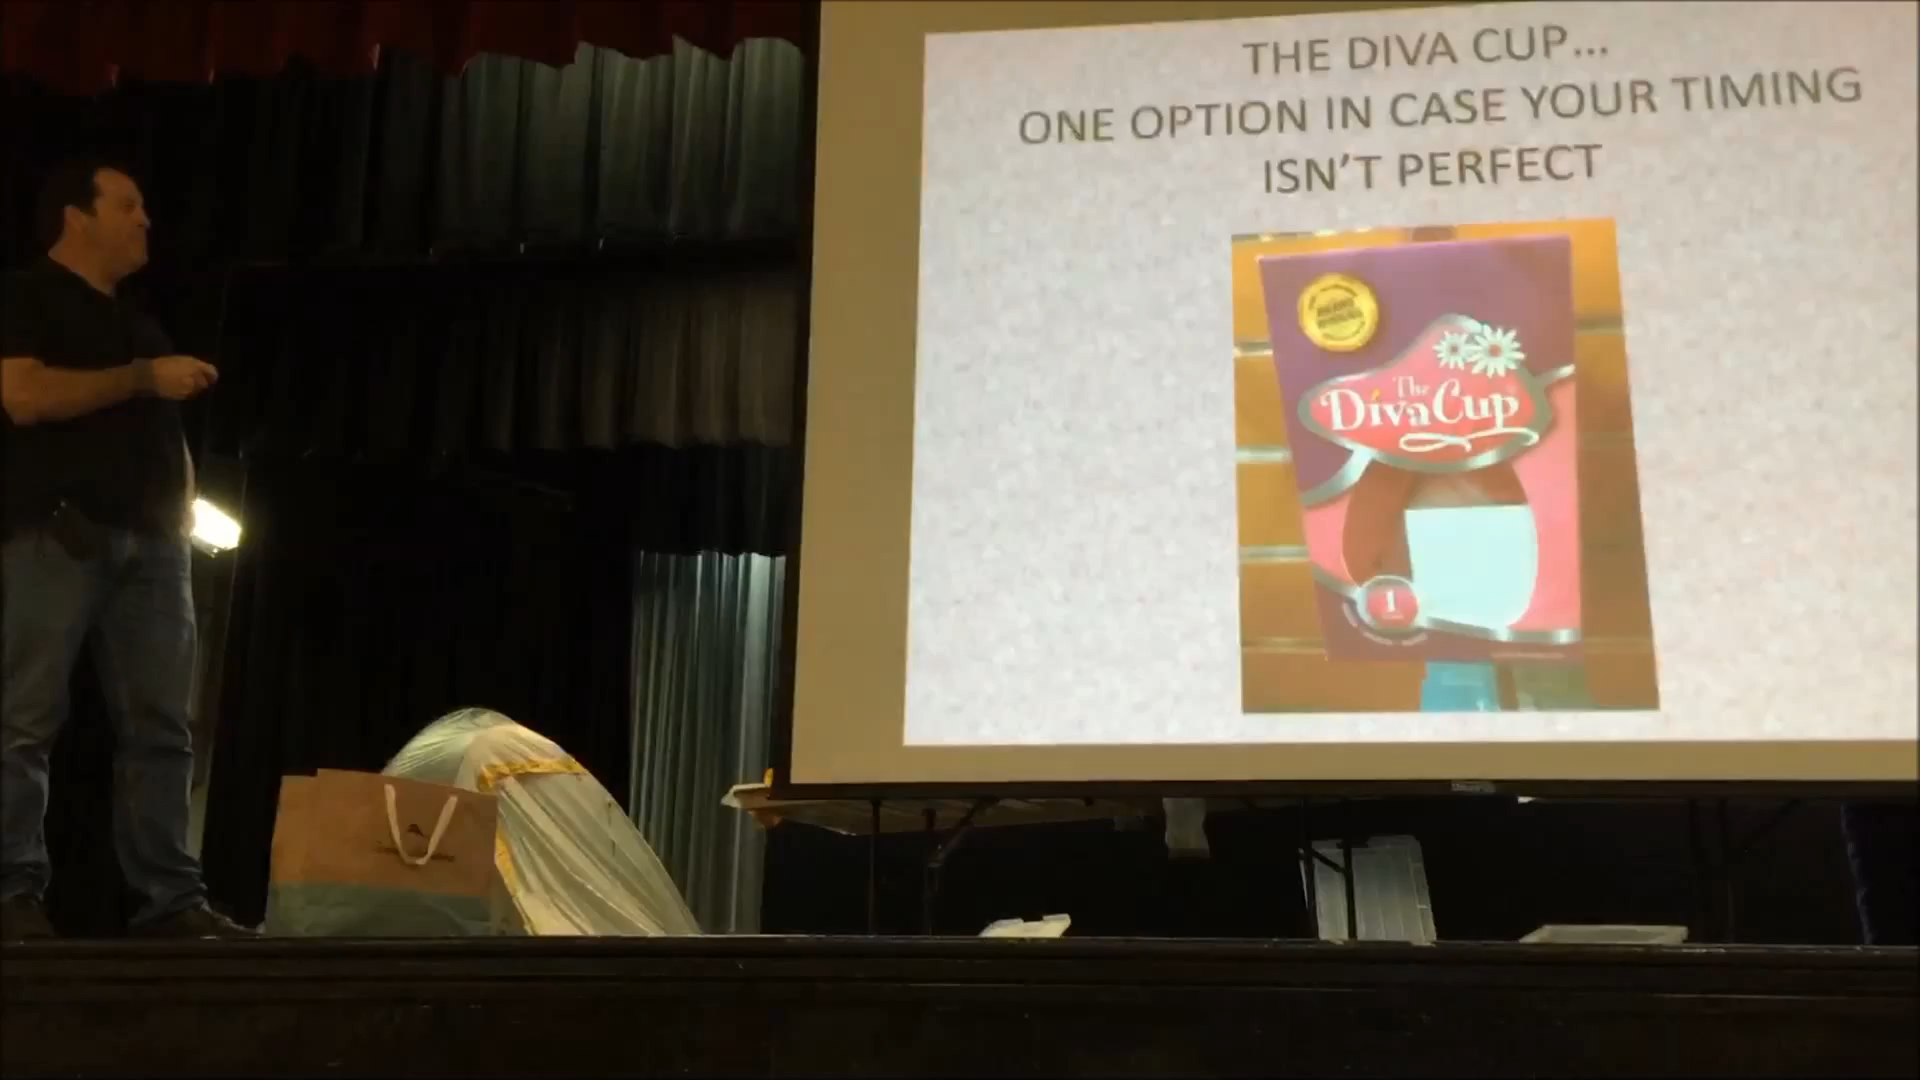 THE DIVA CUP...
ONE OPTION IN CASE YOUR TIMING
ISN'T PERFECT
The
DivaCup
1